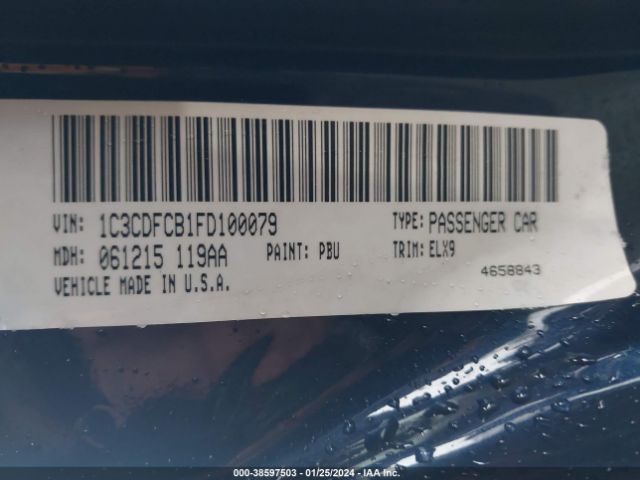 VIN: 1C3CDFCB1FD100079 TYPE: PASSENGER CAR
MDH: 061215 119AA PAINT: PBU TRIM: ELX9
VEHICLE MADE IN U.S.A. 4658843
000-38597503 - 01/25/2024 - IAA Inc.